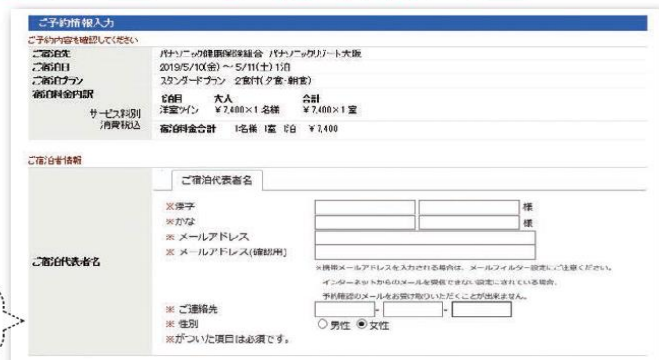 ご予約情報入力
ご予約内容を確認してください
ご宿泊先 パナソニック健康保険組合 パナソニックリゾート大阪
ご宿泊日 2019/5/10(金) ～ 5/11(土) 1泊
ご宿泊プラン スタンダードプラン 2食付(夕食・朝食)
宿泊料金内訳 1泊目 大人 合計
洋室ツイン ¥7,400×1名様 ¥7,400×1室
サービス料別
消費税込
宿泊料金合計 1名様 1室 1泊 ¥7,400
ご宿泊者情報
ご宿泊代表者名
ご宿泊代表者名
※漢字 様
※かな 様
※ メールアドレス
※ メールアドレス(確認用)
※携帯メールアドレスを入力される場合は、メールフィルター設定にご注意ください。
インターネットからのメールを受信できない設定にされている場合、
予約確認のメールをお受け取りいただくことが出来ません。
※ ご連絡先 - -
※ 性別 男性 女性
※がついた項目は必須です。